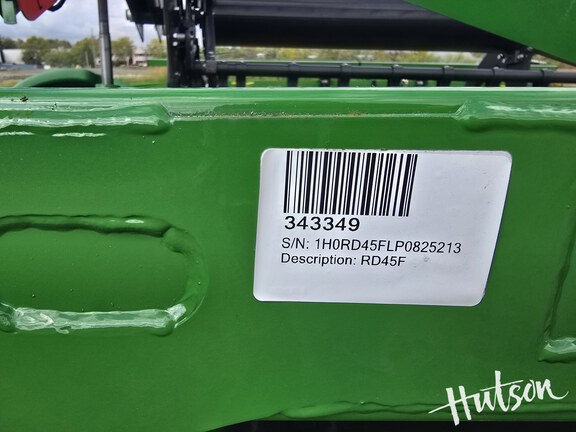 343349
S/N: 1H0RD45FLP0825213
Description: RD45F
Hutson